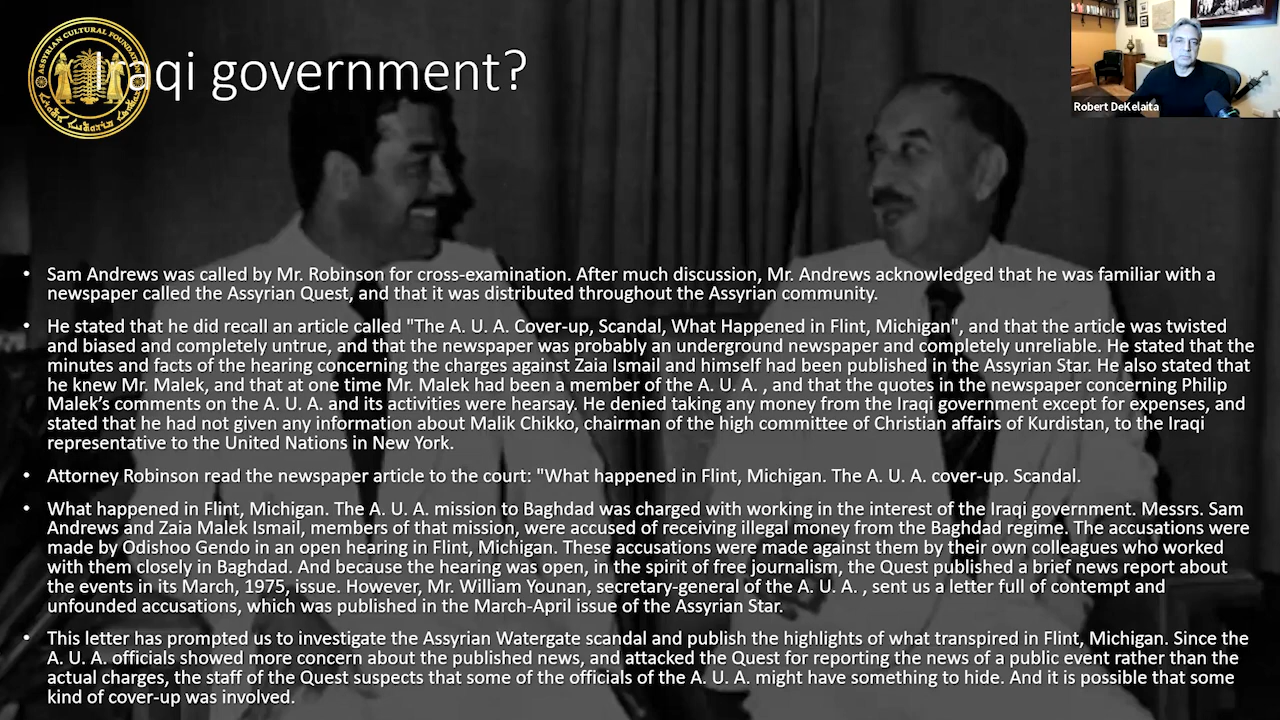 ASSYRIAN CULTURAL FOUNDATION
Iraqi government?
Robert DeKelaita
• Sam Andrews was called by Mr. Robinson for cross-examination. After much discussion, Mr. Andrews acknowledged that he was familiar with a
newspaper called the Assyrian Quest, and that it was distributed throughout the Assyrian community.
• He stated that he did recall an article called "The A. U. A. Cover-up, Scandal, What Happened in Flint, Michigan", and that the article was twisted
and biased and completely untrue, and that the newspaper was probably an underground newspaper and completely unreliable. He stated that the
minutes and facts of the hearing concerning the charges against Zaia Ismail and himself had been published in the Assyrian Star. He also stated that
he knew Mr. Malek, and that at one time Mr. Malek had been a member of the A. U. A. , and that the quotes in the newspaper concerning Philip
Malek’s comments on the A. U. A. and its activities were hearsay. He denied taking any money from the Iraqi government except for expenses, and
stated that he had not given any information about Malik Chikko, chairman of the high committee of Christian affairs of Kurdistan, to the Iraqi
representative to the United Nations in New York.
• Attorney Robinson read the newspaper article to the court: "What happened in Flint, Michigan. The A. U. A. cover-up. Scandal.
• What happened in Flint, Michigan. The A. U. A. mission to Baghdad was charged with working in the interest of the Iraqi government. Messrs. Sam
Andrews and Zaia Malek Ismail, members of that mission, were accused of receiving illegal money from the Baghdad regime. The accusations were
made by Odishoo Gendo in an open hearing in Flint, Michigan. These accusations were made against them by their own colleagues who worked
with them closely in Baghdad. And because the hearing was open, in the spirit of free journalism, the Quest published a brief news report about
the events in its March, 1975, issue. However, Mr. William Younan, secretary-general of the A. U. A. , sent us a letter full of contempt and
unfounded accusations, which was published in the March-April issue of the Assyrian Star.
• This letter has prompted us to investigate the Assyrian Watergate scandal and publish the highlights of what transpired in Flint, Michigan. Since the
A. U. A. officials showed more concern about the published news, and attacked the Quest for reporting the news of a public event rather than the
actual charges, the staff of the Quest suspects that some of the officials of the A. U. A. might have something to hide. And it is possible that some
kind of cover-up was involved.